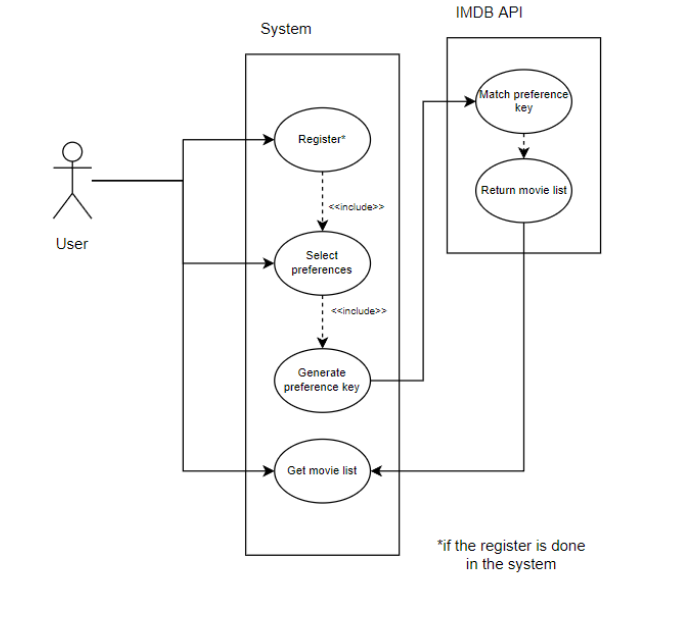 IMDB API
System
Match preference
key
Register*
Return movie list
<<include>>
User
Select
preferences
<<include>>
Generate
preference key
Get movie list
*if the register is done
in the system